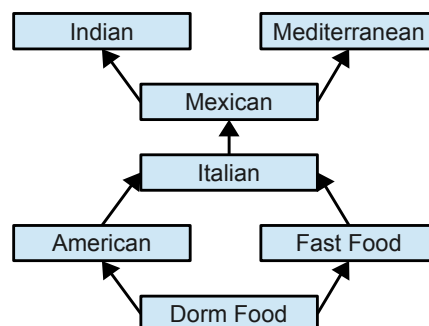 Indian
Mediterranean
Mexican
Italian
American
Fast Food
Dorm Food